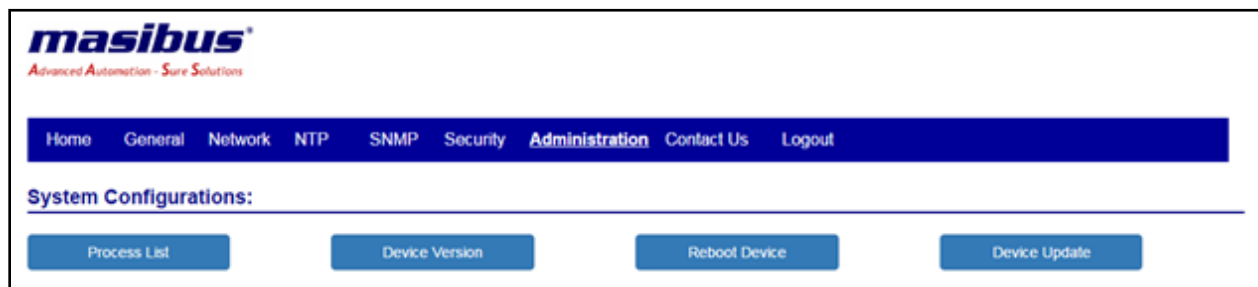 masibus®
Advanced Automation - Sure Solutions
Home General Network NTP SNMP Security Administration Contact Us Logout
System Configurations:
Process List Device Version Reboot Device Device Update